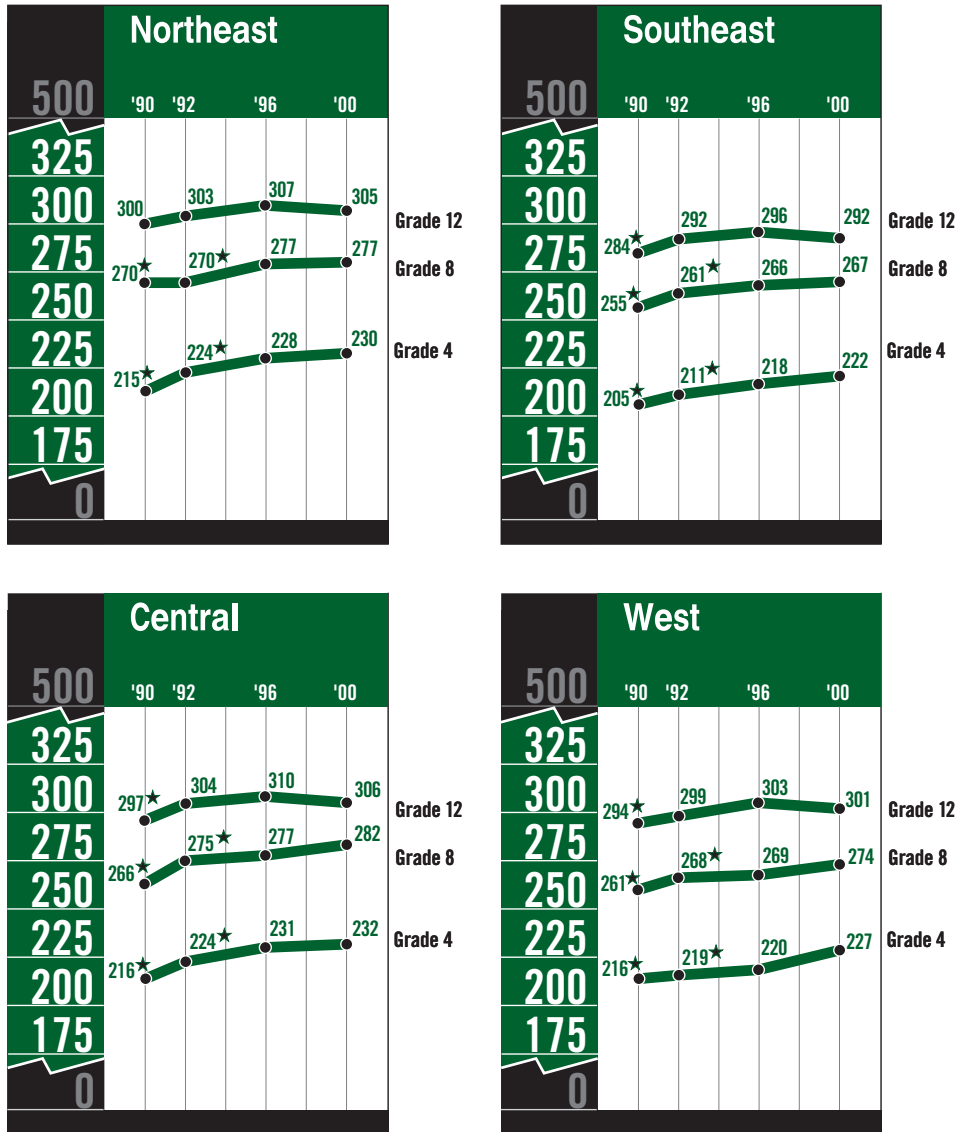 Northeast
500 '90 '92 '96 '00
325
300
275
250
225
200
175
0
300 303 307 305 Grade 12
270★ 270★ 277 277 Grade 8
215★ 224★ 228 230 Grade 4
Southeast
500 '90 '92 '96 '00
325
300
275
250
225
200
175
0
284★ 292 296 292 Grade 12
255★ 261★ 266 267 Grade 8
205★ 211★ 218 222 Grade 4
Central
500 '90 '92 '96 '00
325
300
275
250
225
200
175
0
297★ 304 310 306 Grade 12
266★ 275★ 277 282 Grade 8
216★ 224★ 231 232 Grade 4
West
500 '90 '92 '96 '00
325
300
275
250
225
200
175
0
294★ 299 303 301 Grade 12
261★ 268★ 269 274 Grade 8
216★ 219★ 220 227 Grade 4